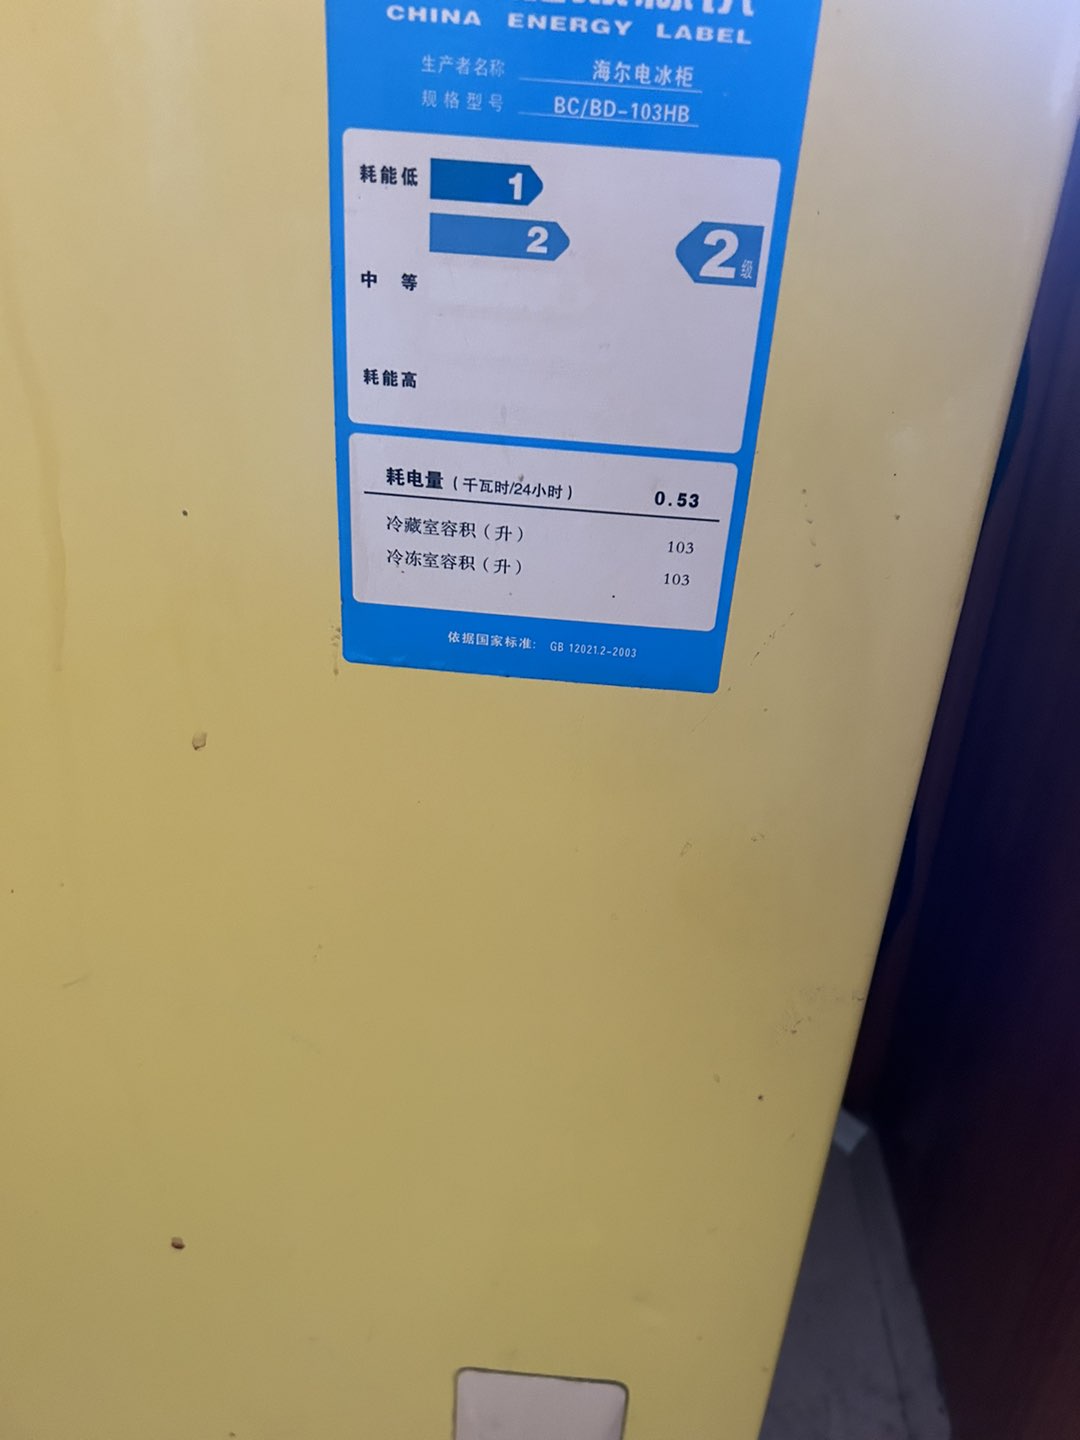 CHINA ENERGY LABEL
生产者名称 海尔电冰柜
规格型号 BC/BD-103HB
耗能低 1
2 2级
中 等
耗能高
耗电量（千瓦时/24小时） 0.53
冷藏室容积（升） 103
冷冻室容积（升） 103
依据国家标准： GB 12021.2-2003